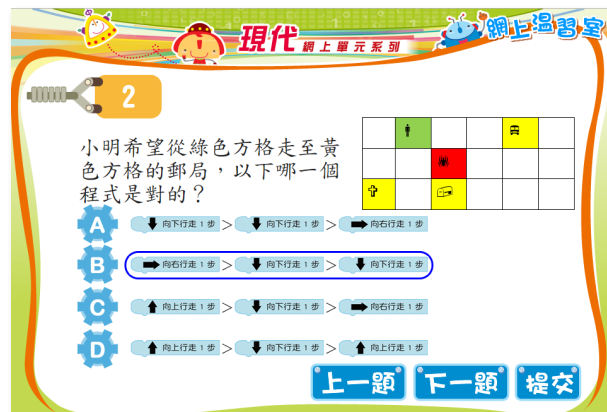 現代 網上單元系列
網上溫習室
2
小明希望從綠色方格走至黃
色方格的郵局，以下哪一個
程式是對的？
A 向下行走 1 步 > 向下行走 1 步 > 向右行走 1 步
B 向右行走 1 步 > 向下行走 1 步 > 向下行走 1 步
C 向上行走 1 步 > 向下行走 1 步 > 向右行走 1 步
D 向上行走 1 步 > 向下行走 1 步 > 向上行走 1 步
上一題 下一題 提交